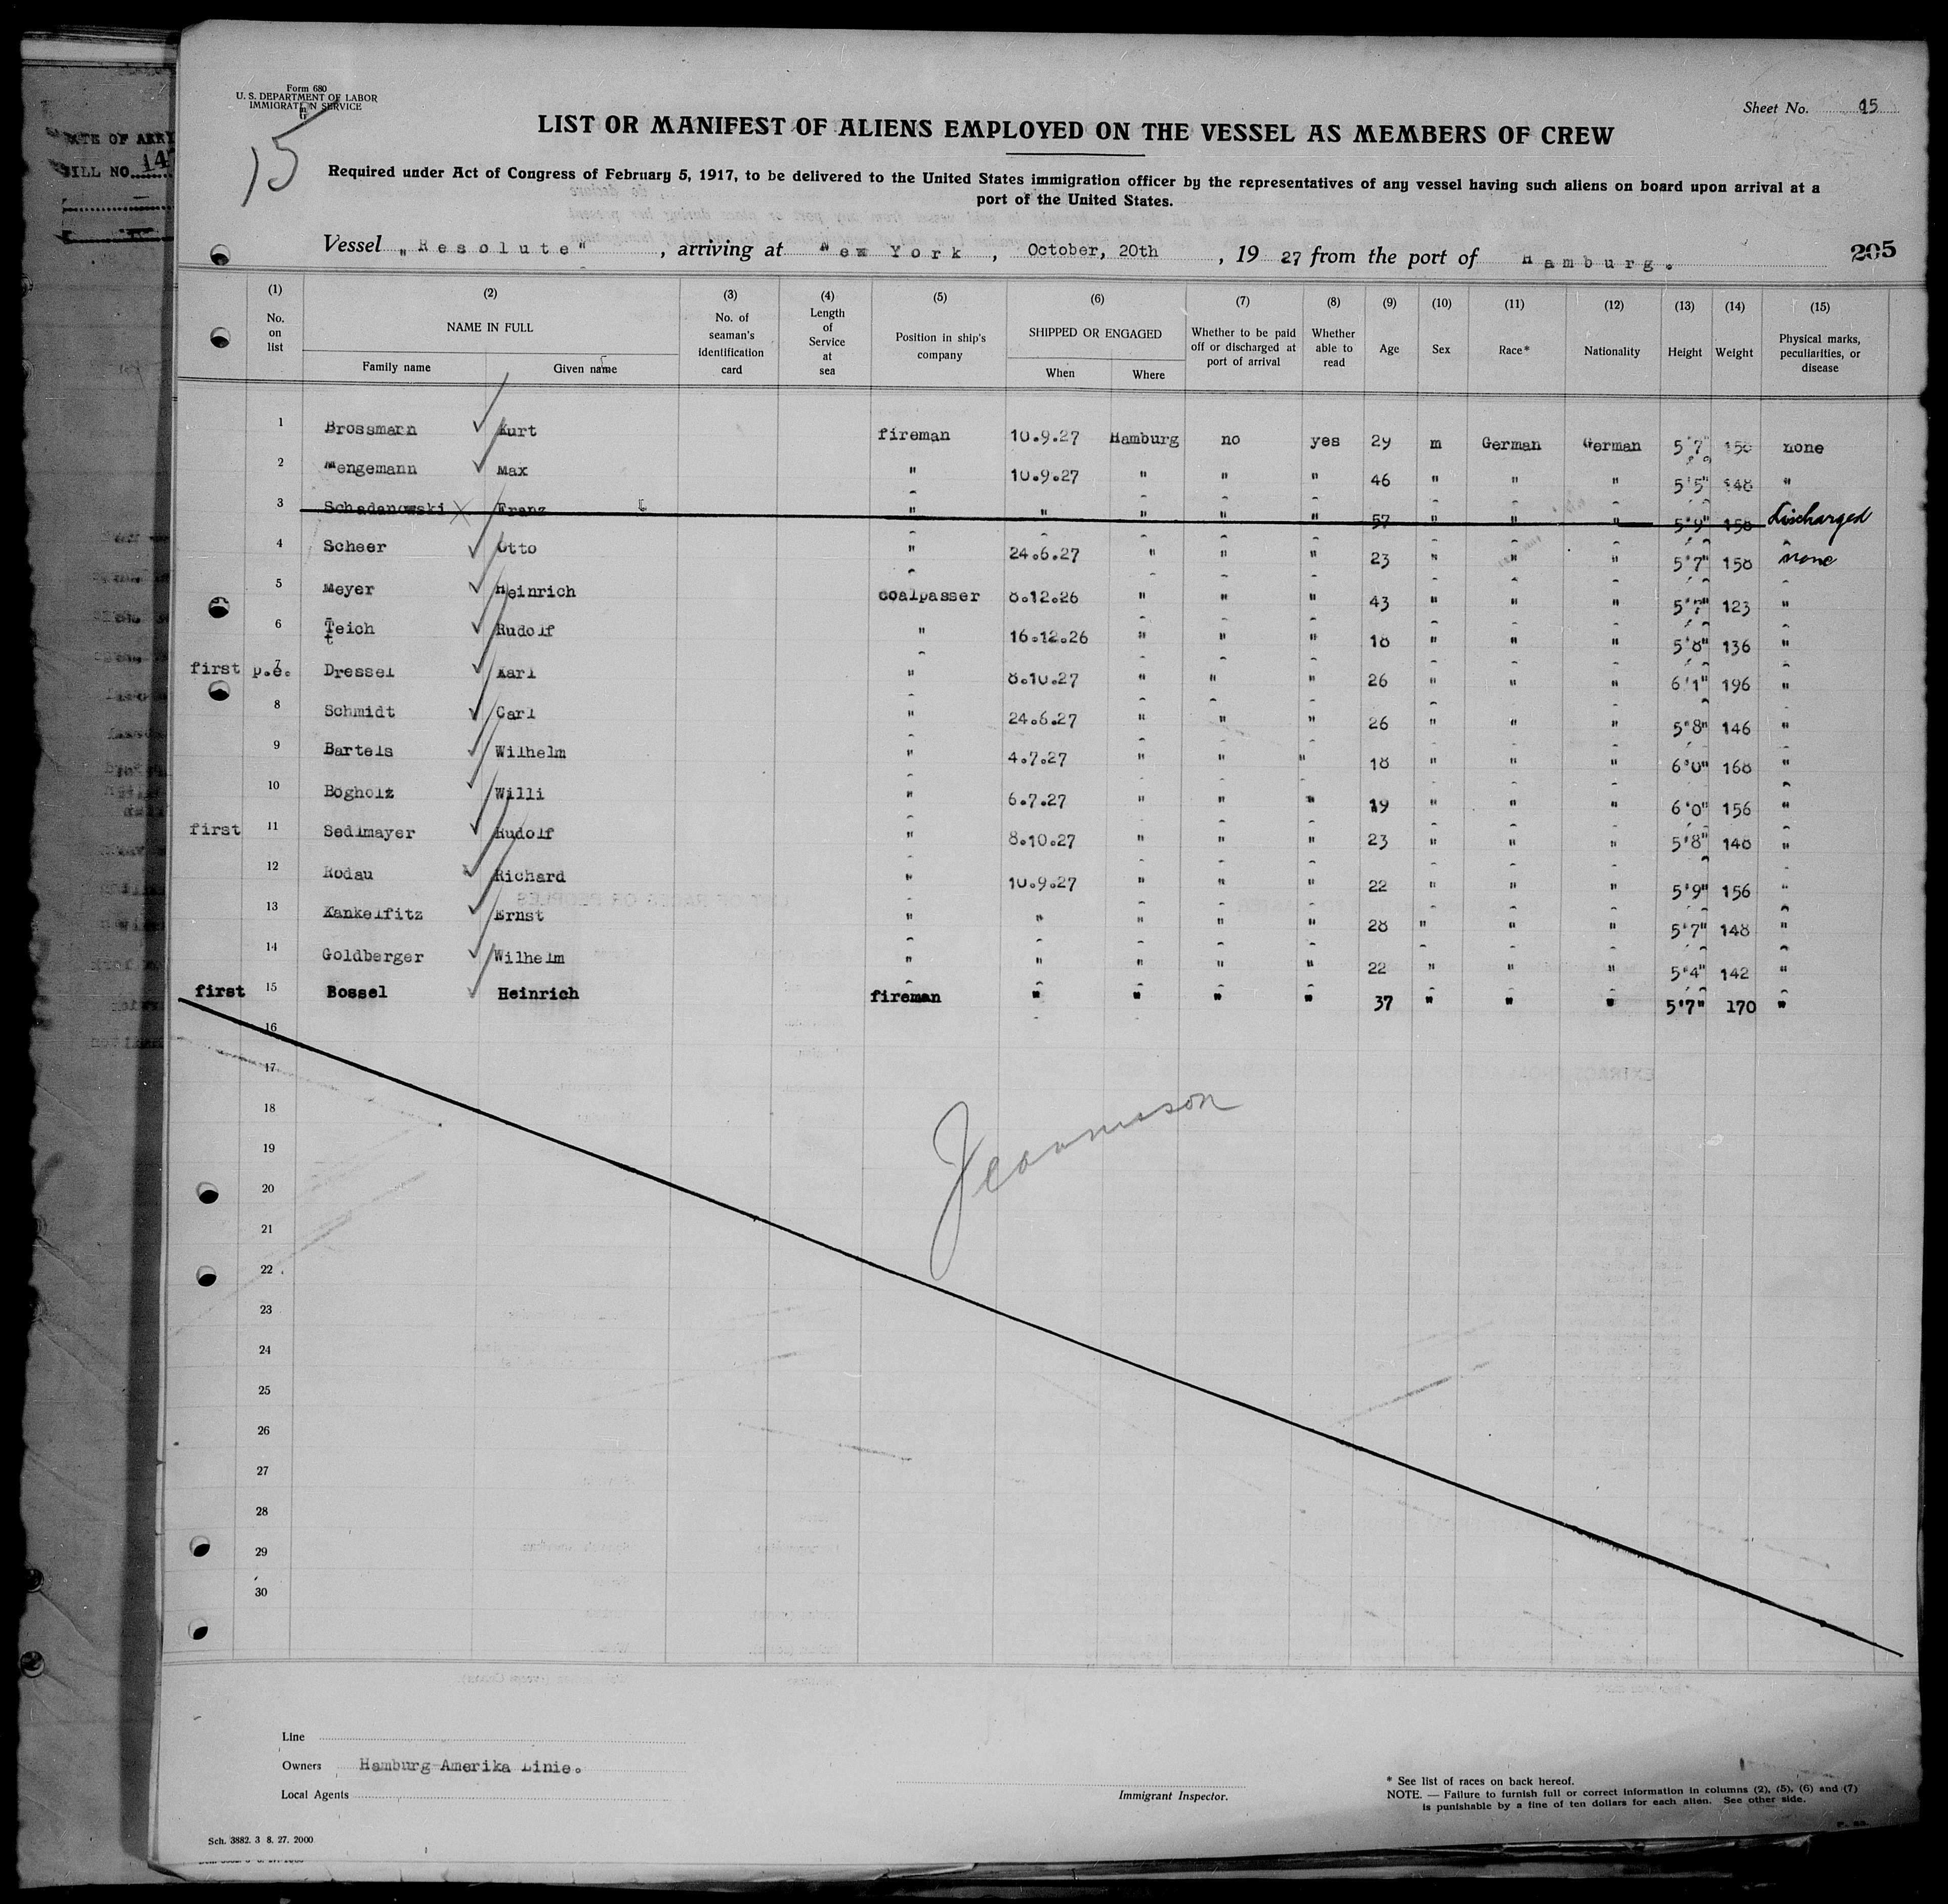 Form 680
U. S. DEPARTMENT OF LABOR
IMMIGRATION SERVICE
15
Sheet No. 15
LIST OR MANIFEST OF ALIENS EMPLOYED ON THE VESSEL AS MEMBERS OF CREW
Required under Act of Congress of February 5, 1917, to be delivered to the United States immigration officer by the representatives of any vessel having such aliens on board upon arrival at a
port of the United States.
Vessel „Resolute", arriving at New York, October, 20th, 19 27 from the port of Hamburg. 205
(1) (2) (3) (4) (5) (6) (7) (8) (9) (10) (11) (12) (13) (14) (15)
No. on list NAME IN FULL Family name Given name No. of seaman's identification card Length of Service at sea Position in ship's company SHIPPED OR ENGAGED When Where Whether to be paid off or discharged at port of arrival Whether able to read Age Sex Race* Nationality Height Weight Physical marks, peculiarities, or disease
1 Brossmann Kurt fireman 10.9.27 Hamburg no yes 29 m German German 5'7" 158 none
2 Mengemann Max " 10.9.27 " " " 46 " " " 5'5" 148 "
3 Schadanowski Franz " " " " " 57 " " " 5'9" 158 Discharged
4 Scheer Otto " 24.6.27 " " " 23 " " " 5'7" 158 none
5 Meyer Heinrich coalpasser 8.12.26 " " " 43 " " " 123 "
6 Teich Rudolf " 16.12.26 " " " 18 " " " 5'8" 136 "
first p.e. 7 Dressel Karl " 8.10.27 " " " 26 " " " 6'1" 196 "
8 Schmidt Carl " 24.6.27 " " " 26 " " " 5'8" 146 "
9 Bartels Wilhelm " 4.7.27 " " " 18 " " " 6'0" 168 "
10 Bögholz Willi " 6.7.27 " " " 19 " " " 6'0" 156 "
first 11 Sedlmayer Rudolf " 8.10.27 " " " 23 " " " 5'8" 148 "
12 Rodau Richard " 10.9.27 " " " 22 " " " 5'9" 156 "
13 Kankelfitz Ernst " " " " " 28 " " " 5'7" 148 "
14 Goldberger Wilhelm " " " " " 22 " " " 5'4" 142 "
first 15 Bossel Heinrich fireman " " " " 37 " " " 5'7" 170 "
16
17
18
19
20
21
22
23
24
25
26
27
28
29
30
Line
Owners Hamburg-Amerika Linie.
Local Agents
Immigrant Inspector.
* See list of races on back hereof.
NOTE. — Failure to furnish full or correct information in columns (2), (5), (6) and (7)
is punishable by a fine of ten dollars for each alien. See other side.
Sch. 3882. 3 8. 27. 2000